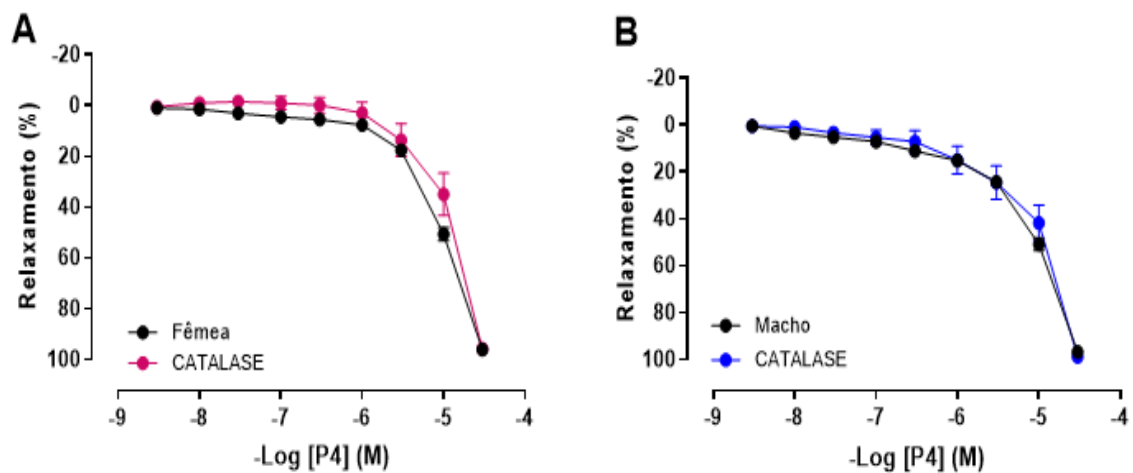 A
-20
0
20
40
60
80
100
Relaxamento (%)
Fêmea
CATALASE
-9 -8 -7 -6 -5 -4
-Log [P4] (M)
B
-20
0
20
40
60
80
100
Relaxamento (%)
Macho
CATALASE
-9 -8 -7 -6 -5 -4
-Log [P4] (M)